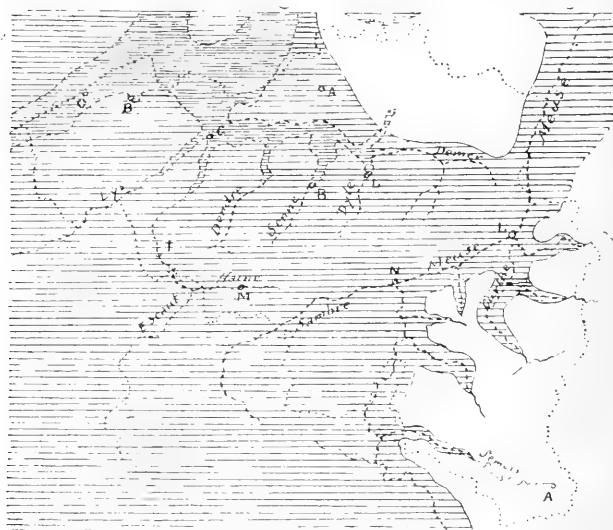 Meuse
A
O
B
G
Demer
L
Lys
Dendre
Senne
B
Dyle
L
Meuse
N
Ourthe
Haine
M
Escaut
Sambre
Semois
A